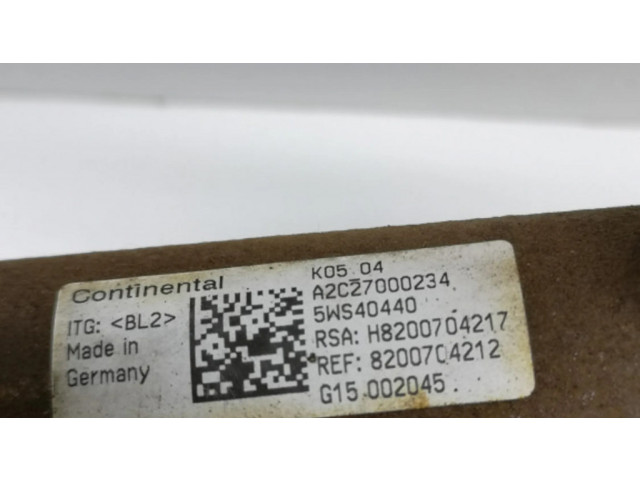 Continental
ITG: <BL2>
Made in
Germany
K05 04
A2C27000234
5WS40440
RSA: H8200704217
REF: 8200704212
G15 002045